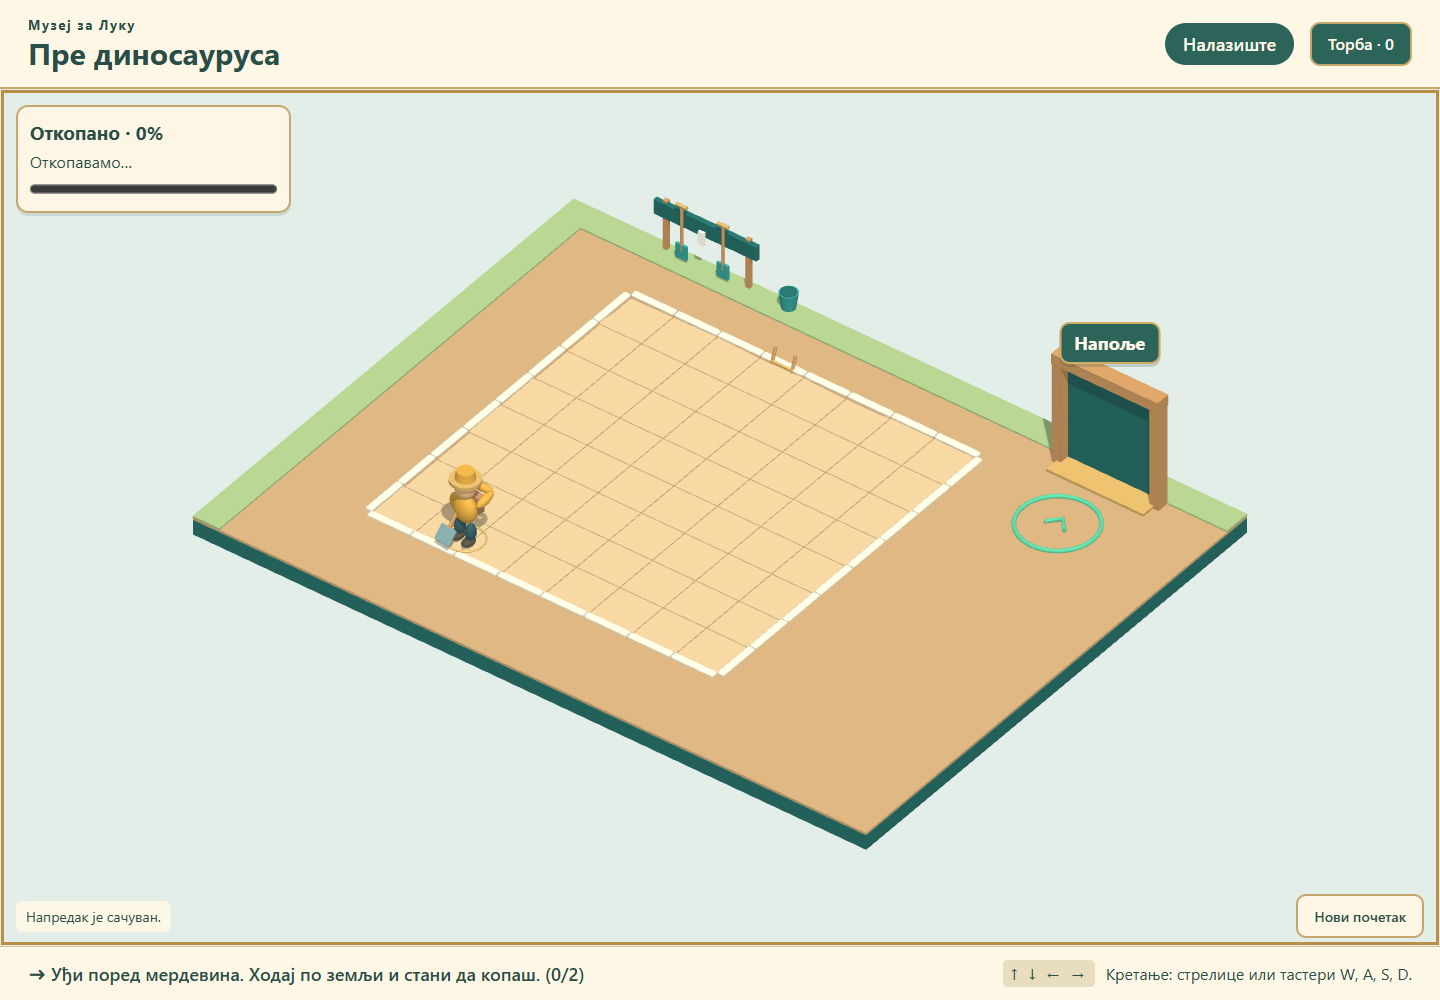 Музеј за Луку
Пре диносауруса
Налазиште
Торба · 0
Откопано · 0%
Откопавамо...
Напоље
Напредак је сачуван.
Нови почетак
→ Уђи поред мердевина. Ходај по земљи и стани да копаш. (0/2)
↑ ↓ ← → Кретање: стрелице или тастери W, A, S, D.